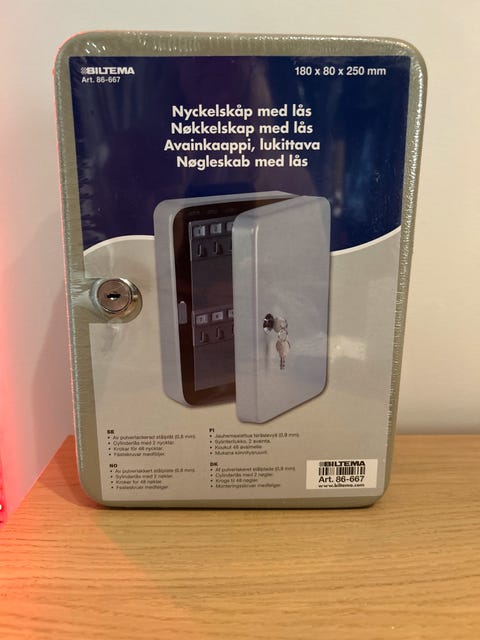 BILTEMA
Art. 86-667
180 x 80 x 250 mm
Nyckelskåp med lås
Nøkkelskap med lås
Avainkaappi, lukittava
Nøgleskab med lås
SE
• Av pulverlackerad stålplåt (0,8 mm).
• Cylinderlås med 2 nycklar.
• Krokar för 48 nycklar.
• Fästskruvar medföljer.
FI
• Jauhemaalattua teräslevyä (0,8 mm).
• Sylinterilukko, 2 avainta.
• Koukut 48 avaimelle.
• Mukana kiinnitysruuvit.
NO
• Av pulverlakkert stålplate (0,8 mm).
• Sylinderlås med 2 nøkler.
• Kroker for 48 nøkler.
• Festeskruer medfølger.
DK
• Af pulverlakeret stålplade (0,8 mm).
• Cylinderlås med 2 nøgler.
• Kroge til 48 nøgler.
• Monteringsskruer medfølger.
BILTEMA
Art. 86-667
www.biltema.com